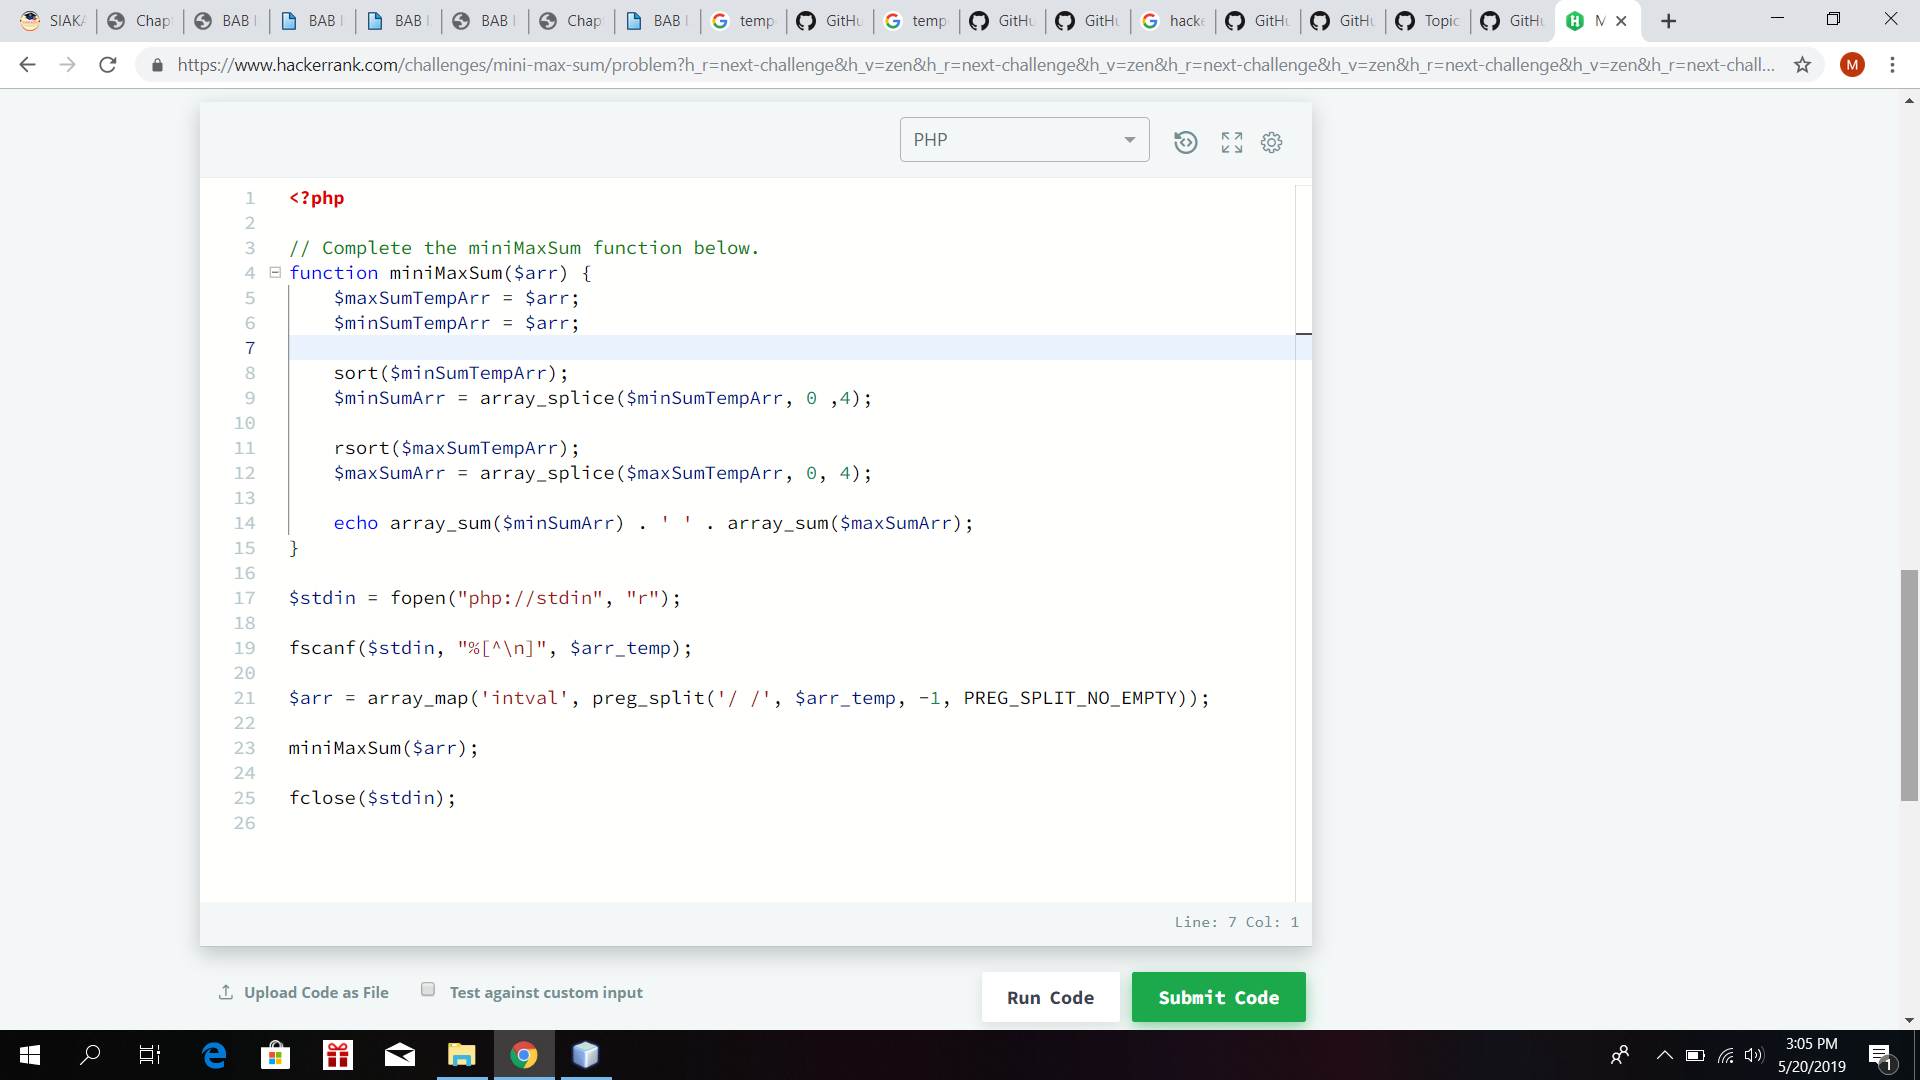 SIAKA Chap BAB BAB I BAB I BAB I Chap BAB I temp GitHu temp GitHu GitHu hacke GitHu GitHu Topic GitHu M
https://www.hackerrank.com/challenges/mini-max-sum/problem?h_r=next-challenge&h_v=zen&h_r=next-challenge&h_v=zen&h_r=next-challenge&h_v=zen&h_r=next-challenge&h_v=zen&h_r=next-chall... M
PHP
1 <?php
2
3 // Complete the miniMaxSum function below.
4 function miniMaxSum($arr) {
5 $maxSumTempArr = $arr;
6 $minSumTempArr = $arr;
7
8 sort($minSumTempArr);
9 $minSumArr = array_splice($minSumTempArr, 0 ,4);
10
11 rsort($maxSumTempArr);
12 $maxSumArr = array_splice($maxSumTempArr, 0, 4);
13
14 echo array_sum($minSumArr) . ' ' . array_sum($maxSumArr);
15 }
16
17 $stdin = fopen("php://stdin", "r");
18
19 fscanf($stdin, "%[^\n]", $arr_temp);
20
21 $arr = array_map('intval', preg_split('/ /', $arr_temp, -1, PREG_SPLIT_NO_EMPTY));
22
23 miniMaxSum($arr);
24
25 fclose($stdin);
26
Line: 7 Col: 1
Upload Code as File Test against custom input Run Code Submit Code
3:05 PM
5/20/2019
1